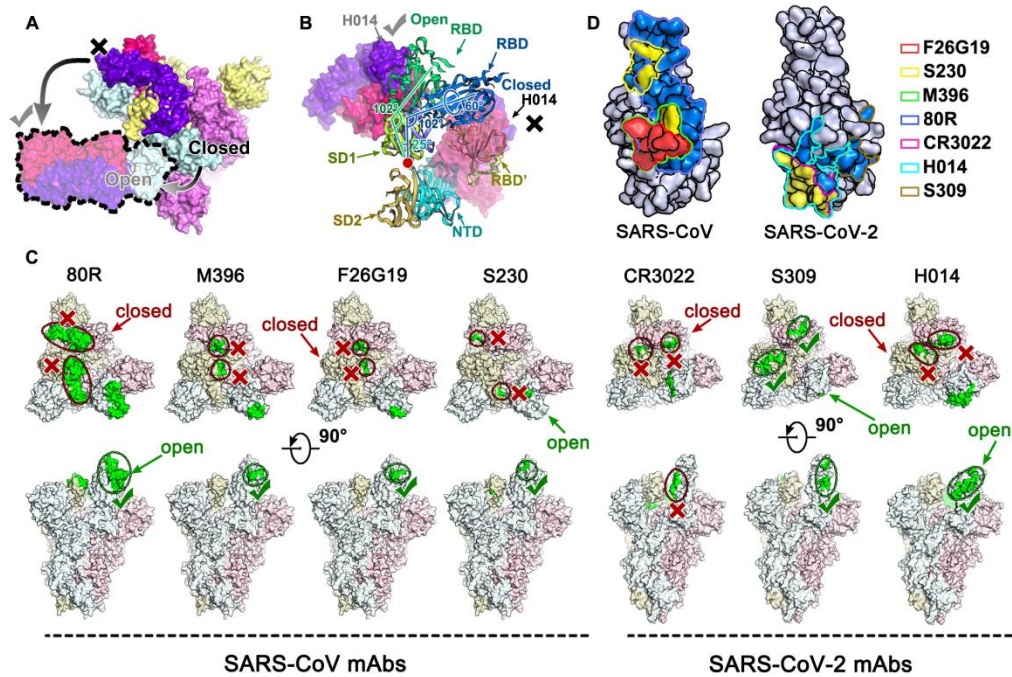 A
Closed
Open
B
H014
Open
RBD
RBD
Closed
H014
102°
102°
60°
25°
SD1
RBD'
SD2
NTD
D
SARS-CoV
SARS-CoV-2
F26G19
S230
M396
80R
CR3022
H014
S309
C
80R
M396
F26G19
S230
CR3022
S309
H014
closed
closed
closed
closed
open
open
90°
90°
open
open
SARS-CoV mAbs
SARS-CoV-2 mAbs